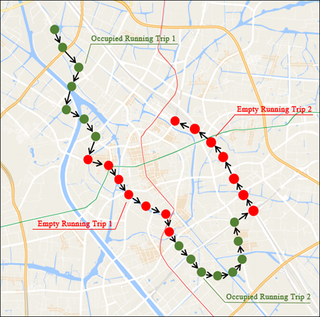 Occupied Running Trip 1
Empty Running Trip 2
Empty Running Trip 1
Occupied Running Trip 2